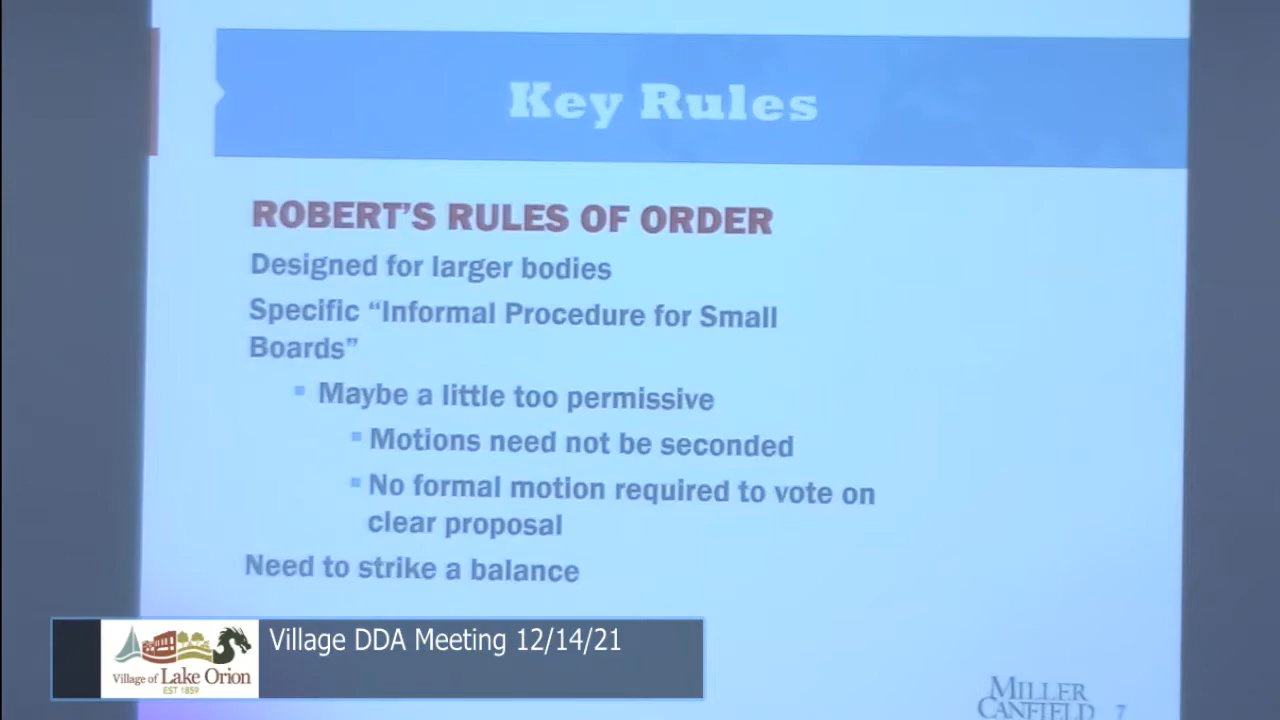 Key Rules
ROBERT'S RULES OF ORDER
Designed for larger bodies
Specific “Informal Procedure for Small
Boards”
Maybe a little too permissive
Motions need not be seconded
No formal motion required to vote on
clear proposal
Need to strike a balance
Village DDA Meeting 12/14/21
Village of Lake Orion
EST 1859
MILLER
CANFIELD
7